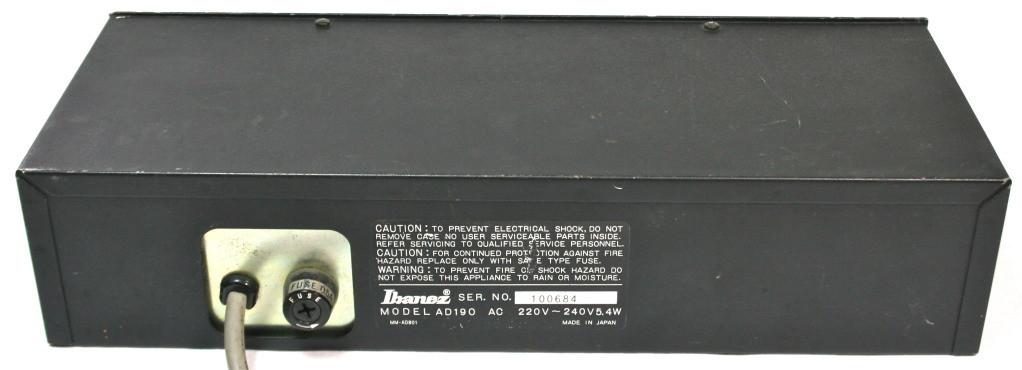 CAUTION: TO PREVENT ELECTRICAL SHOCK, DO NOT
REMOVE CASE NO USER SERVICEABLE PARTS INSIDE.
REFER SERVICING TO QUALIFIED SERVICE PERSONNEL.
CAUTION: FOR CONTINUED PROTECTION AGAINST FIRE
HAZARD REPLACE ONLY WITH SAME TYPE FUSE.
WARNING: TO PREVENT FIRE OR SHOCK HAZARD DO
NOT EXPOSE THIS APPLIANCE TO RAIN OR MOISTURE.
Ibanez® SER. NO. 100684
MODEL AD190 AC 220V~240V 5.4W
MM-AD801 MADE IN JAPAN
FUSE
FUSE